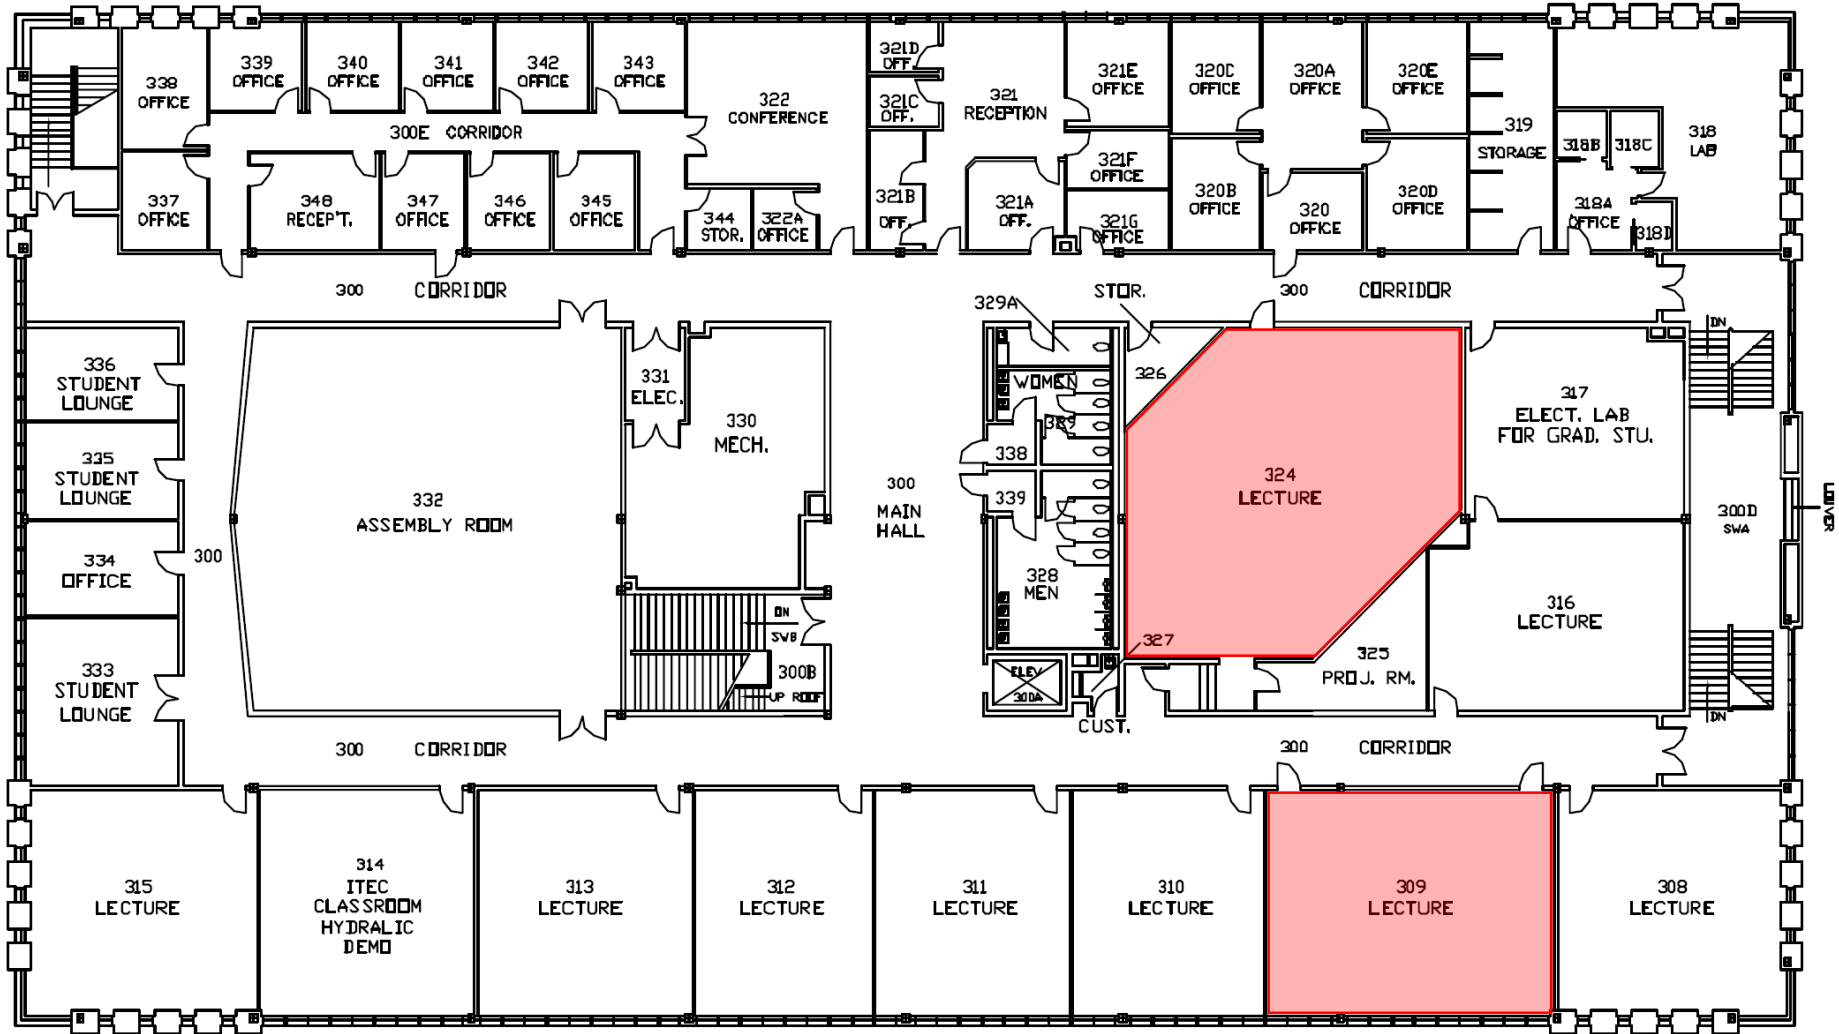 338
OFFICE
339
OFFICE
340
OFFICE
341
OFFICE
342
OFFICE
343
OFFICE
322
CONFERENCE
321D
OFF.
321C
OFF.
321
RECEPTION
321E
OFFICE
320C
OFFICE
320A
OFFICE
320E
OFFICE
319
STORAGE
318B
318C
318
LAB
300E CORRIDOR
337
OFFICE
348
RECEP'T.
347
OFFICE
346
OFFICE
345
OFFICE
344
STOR.
322A
OFFICE
321B
OFF.
321A
OFF.
321F
OFFICE
321G
OFFICE
320B
OFFICE
320
OFFICE
320D
OFFICE
318A
OFFICE
318D
300 CORRIDOR
329A
STOR.
300 CORRIDOR
DN
336
STUDENT
LOUNGE
335
STUDENT
LOUNGE
334
OFFICE
333
STUDENT
LOUNGE
300
332
ASSEMBLY ROOM
331
ELEC.
330
MECH.
DN
SWB
300B
UP ROOF
300
MAIN
HALL
WOMEN
329
338
339
328
MEN
ELEV
300A
327
CUST.
326
324
LECTURE
325
PROJ. RM.
317
ELECT. LAB
FOR GRAD. STU.
316
LECTURE
300D
SWA
LOUVER
DN
300 CORRIDOR
300 CORRIDOR
315
LECTURE
314
ITEC
CLASSROOM
HYDRALIC
DEMO
313
LECTURE
312
LECTURE
311
LECTURE
310
LECTURE
309
LECTURE
308
LECTURE